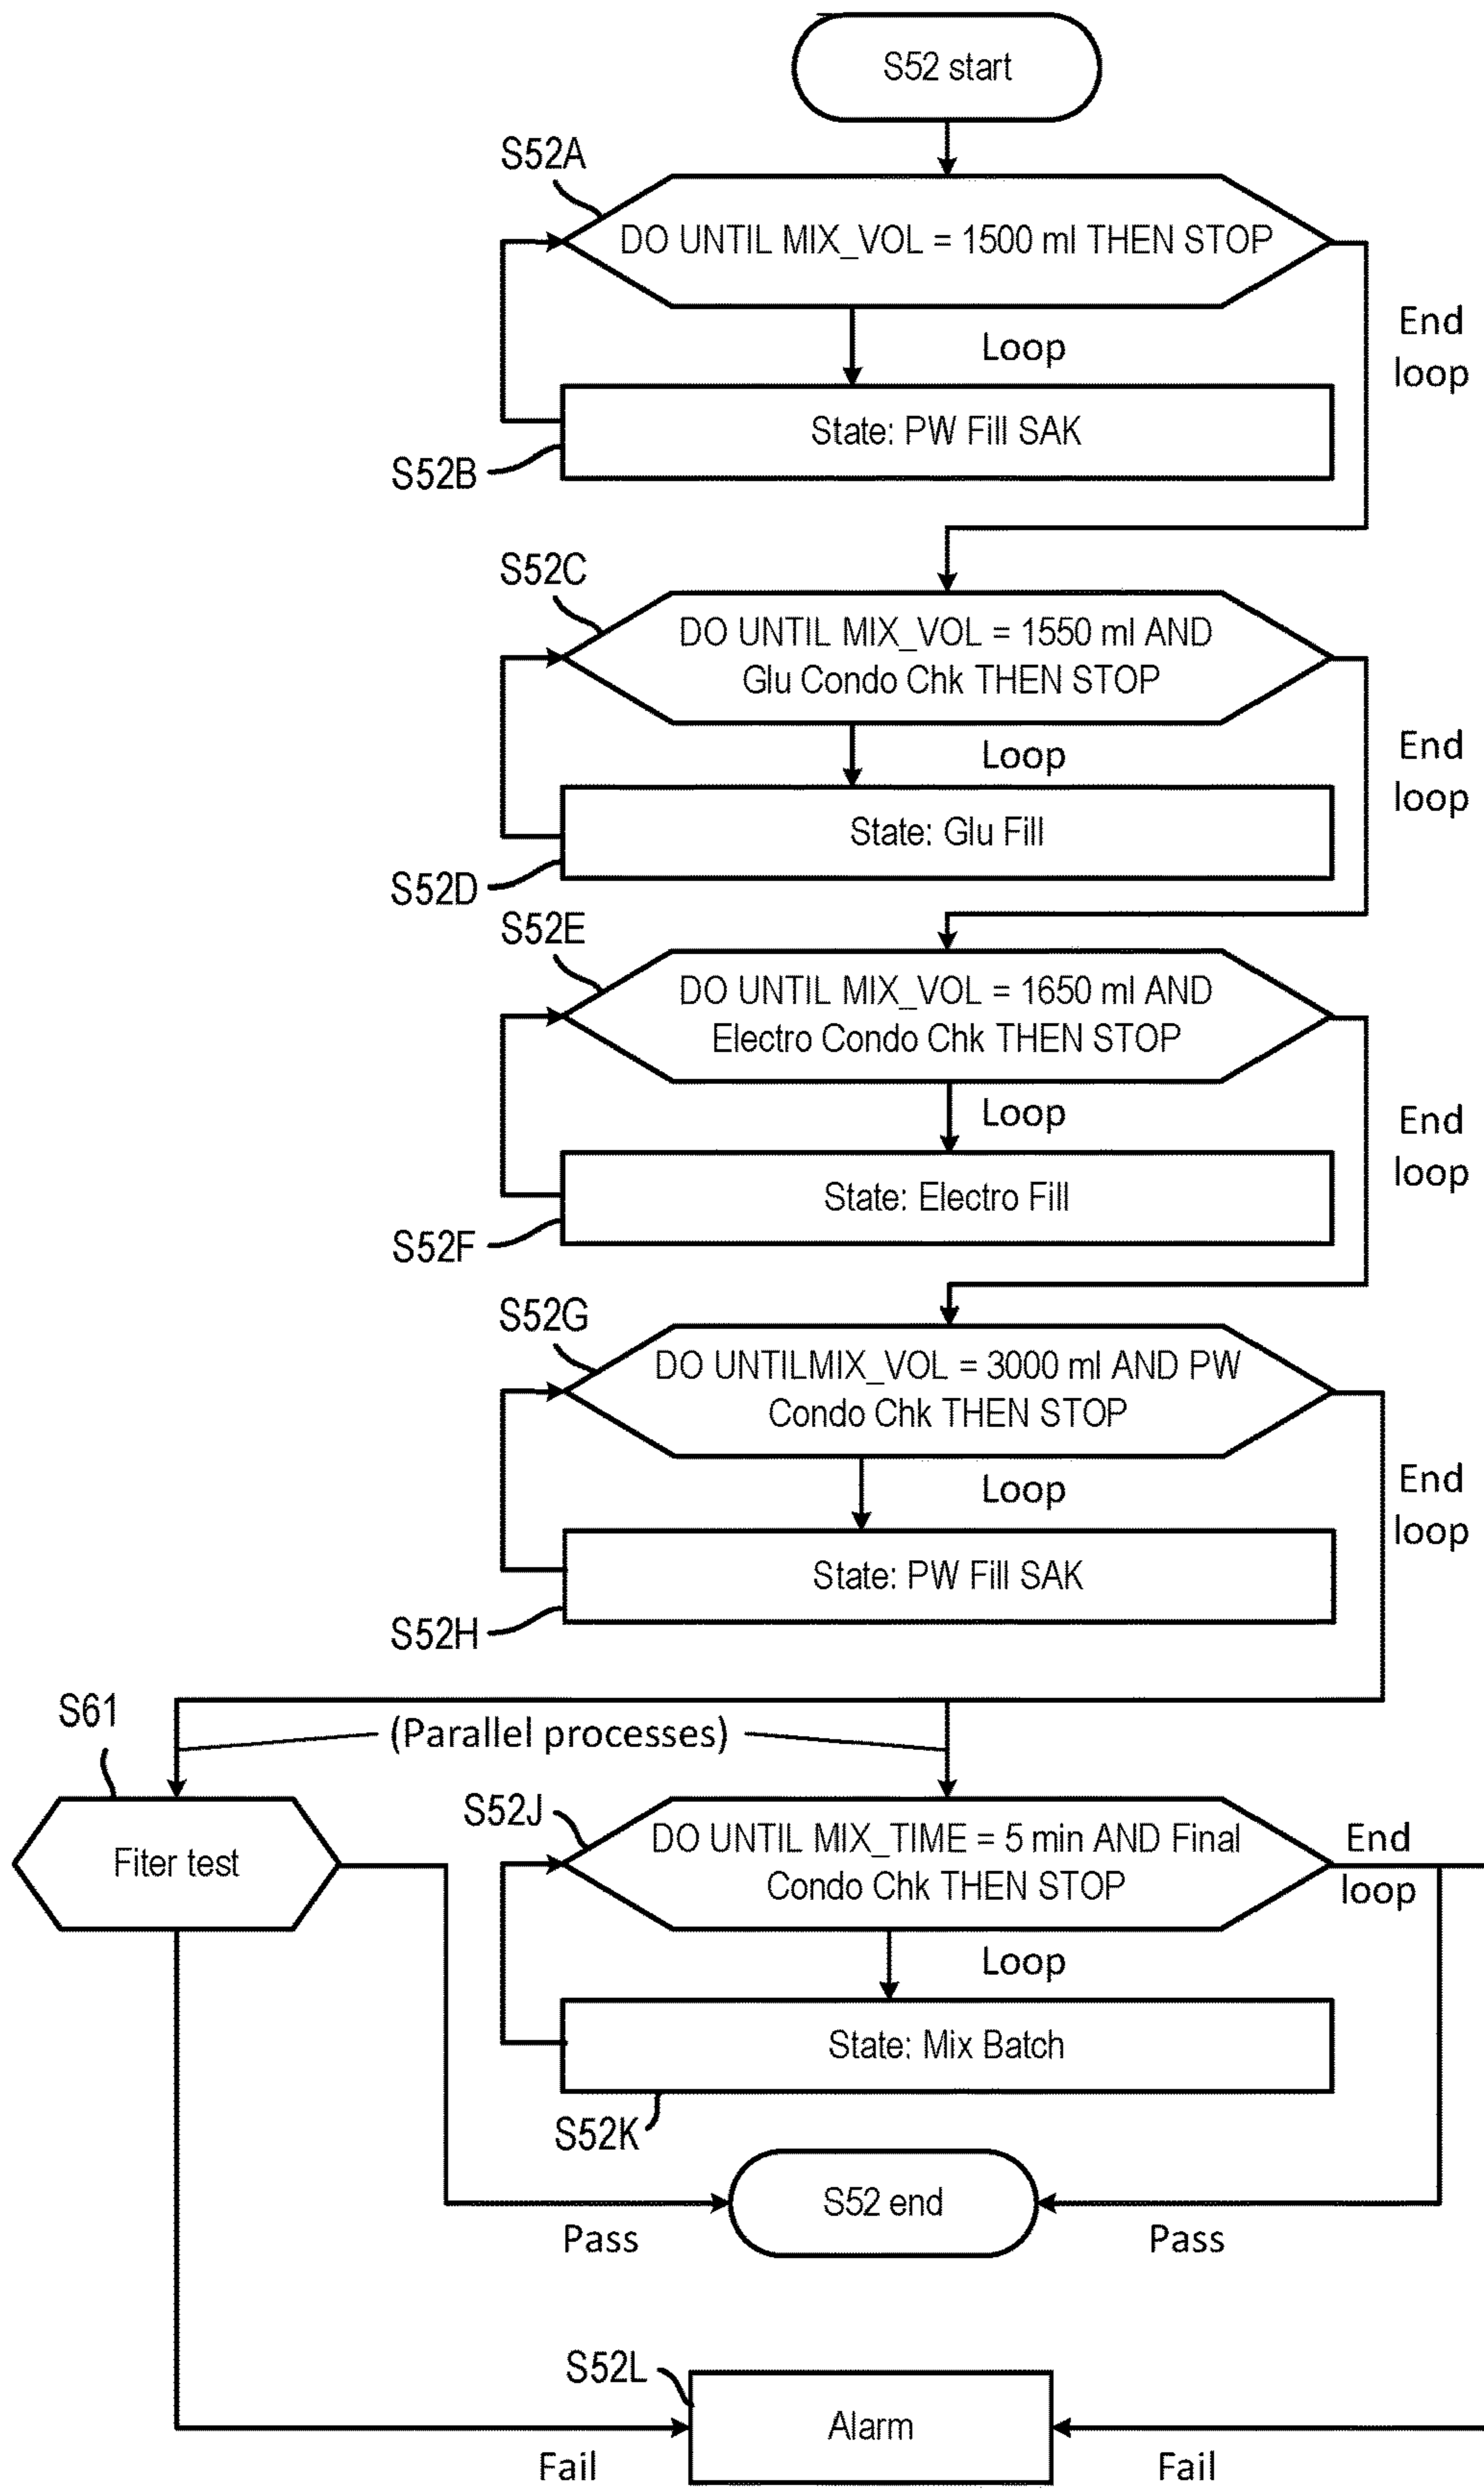 S52 start
S52A
DO UNTIL MIX_VOL = 1500 ml THEN STOP
End
loop
Loop
State: PW Fill SAK
S52B
S52C
DO UNTIL MIX_VOL = 1550 ml AND
Glu Condo Chk THEN STOP
End
loop
Loop
State: Glu Fill
S52D
S52E
DO UNTIL MIX_VOL = 1650 ml AND
Electro Condo Chk THEN STOP
End
loop
Loop
State: Electro Fill
S52F
S52G
DO UNTILMIX_VOL = 3000 ml AND PW
Condo Chk THEN STOP
End
loop
Loop
State: PW Fill SAK
S52H
S61
(Parallel processes)
Fiter test
S52J
DO UNTIL MIX_TIME = 5 min AND Final
Condo Chk THEN STOP
End
loop
Loop
State: Mix Batch
S52K
S52 end
Pass
Pass
S52L
Alarm
Fail
Fail